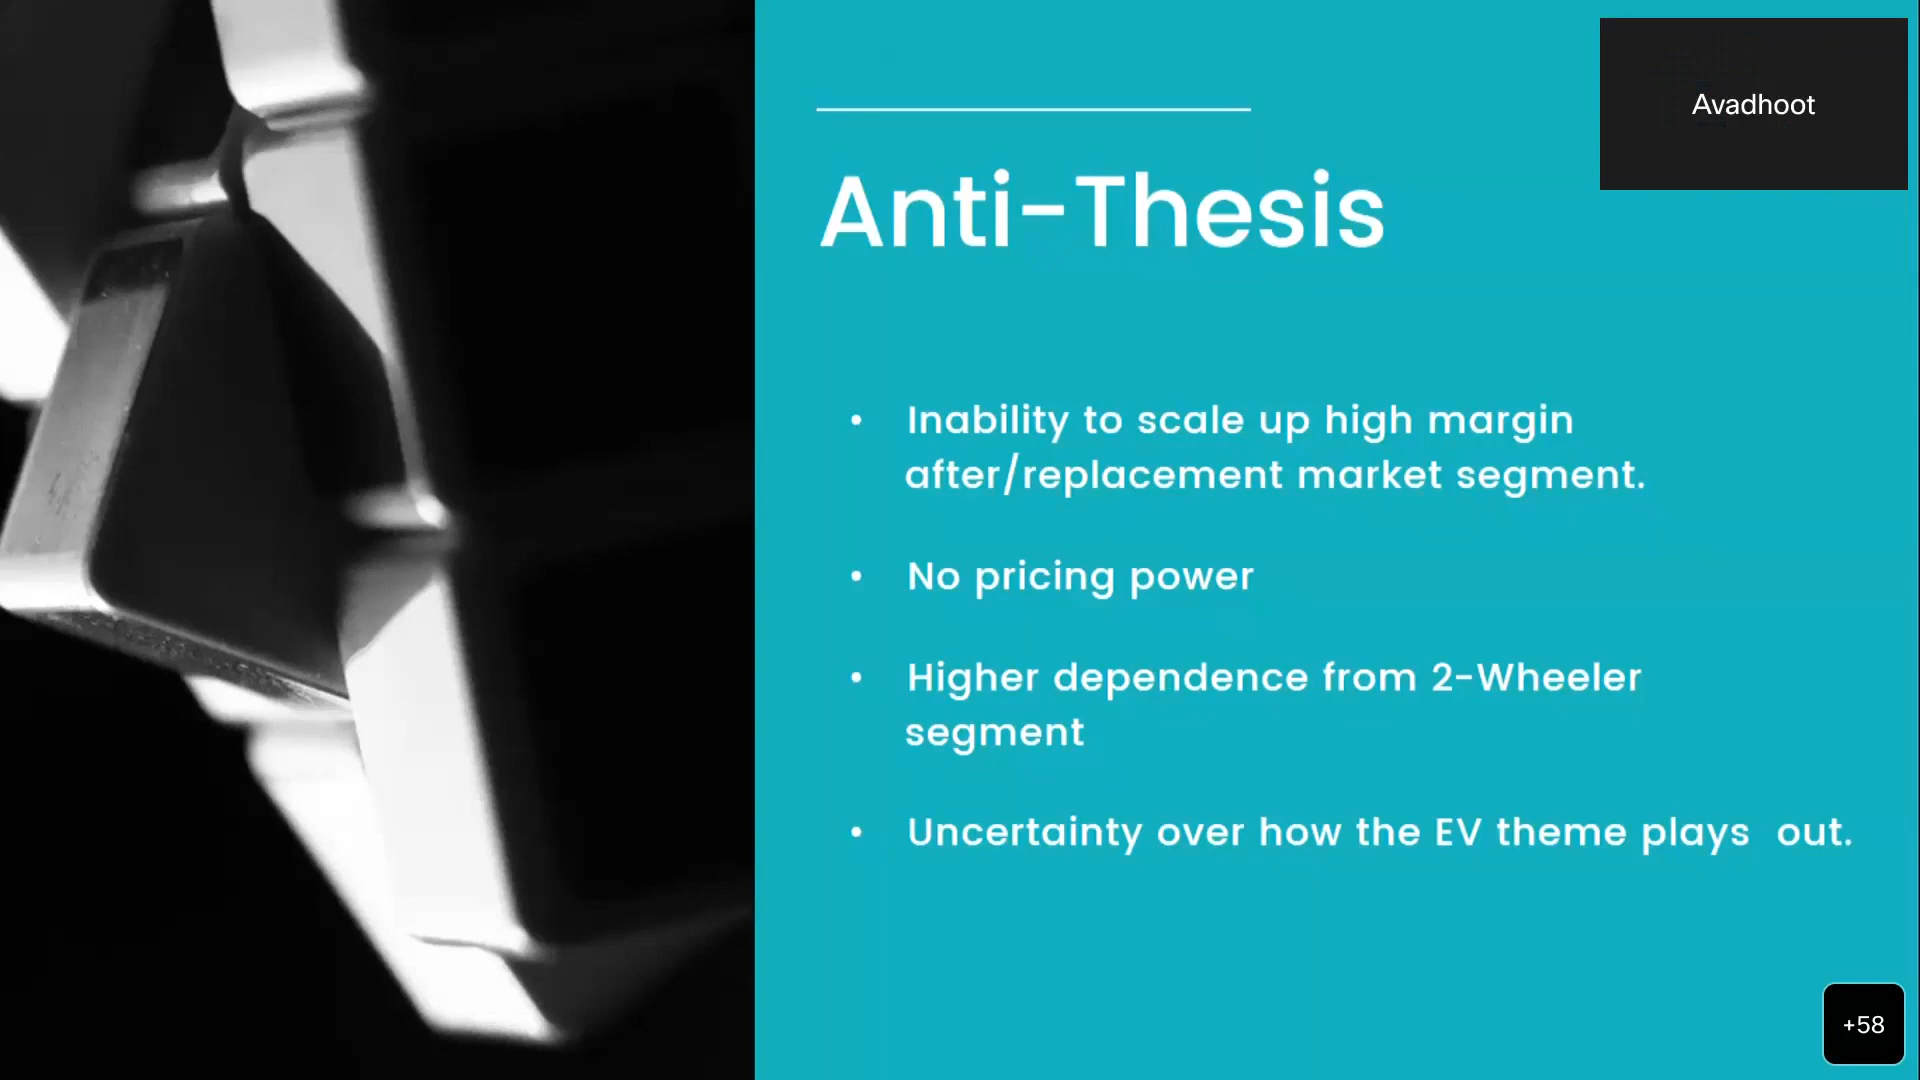 Avadhoot
Anti-Thesis
• Inability to scale up high margin
after/replacement market segment.
• No pricing power
• Higher dependence from 2-Wheeler
segment
• Uncertainty over how the EV theme plays  out.
+58